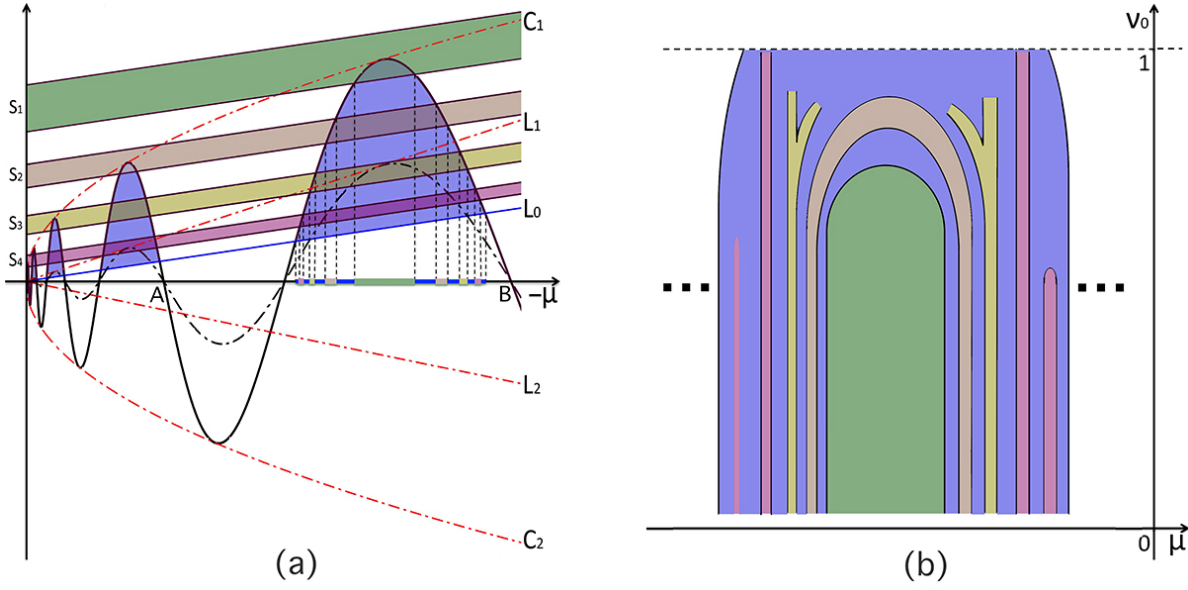 C₁
S₁
L₁
S₂
L₀
S₃
S₄
A
B
−μ
L₂
C₂
(a)
ν₀
1
0
μ
(b)